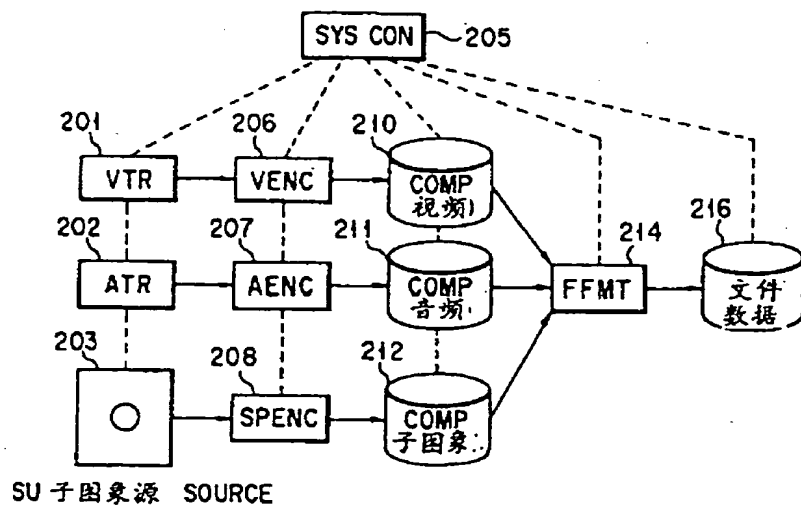 SYS CON 205
201 206 210
VTR VENC COMP 视频
202 207 211 214 216
ATR AENC COMP 音频 FFMT 文件数据
203 208 212
SPENC COMP 子图象
SU 子图象源 SOURCE